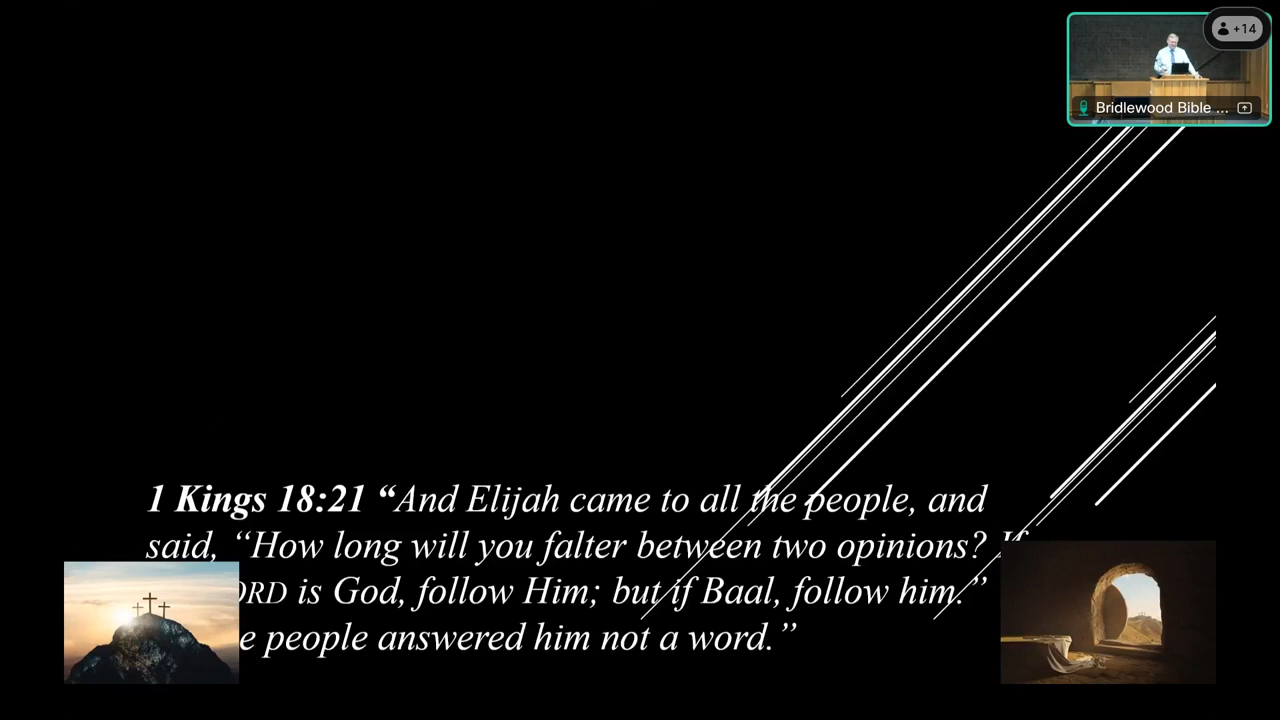 +14
Bridlewood Bible ...
1 Kings 18:21 “And Elijah came to all the people, and
said, “How long will you falter between two opinions? If
ORD is God, follow Him; but if Baal, follow him.”
e people answered him not a word.”